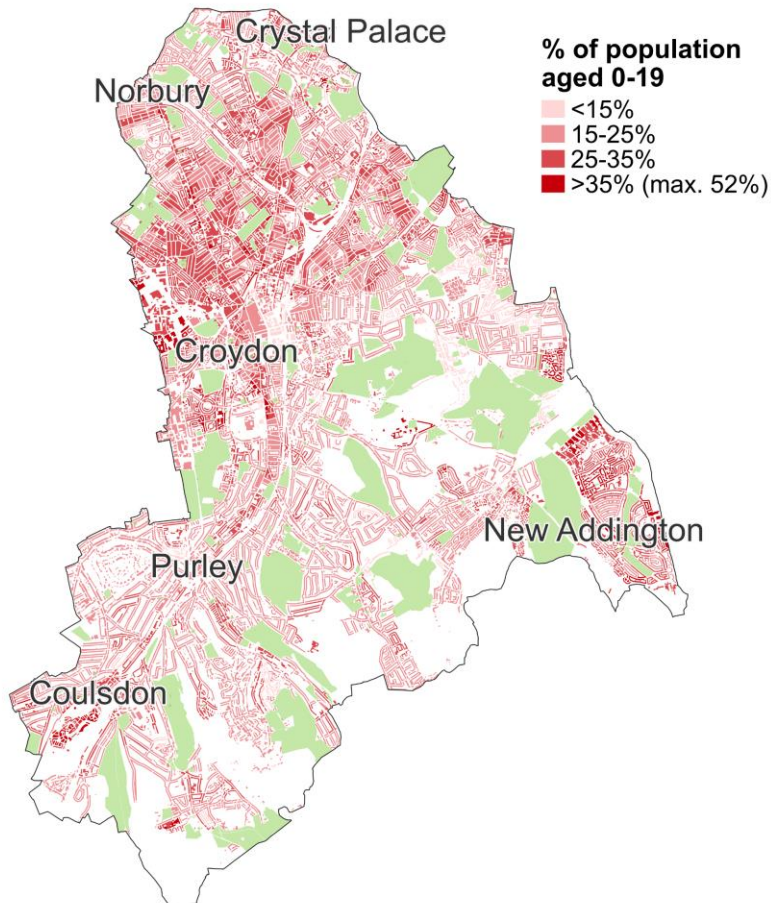 Crystal Palace
% of population
aged 0-19
<15%
15-25%
25-35%
>35% (max. 52%)
Norbury
Croydon
New Addington
Purley
Coulsdon